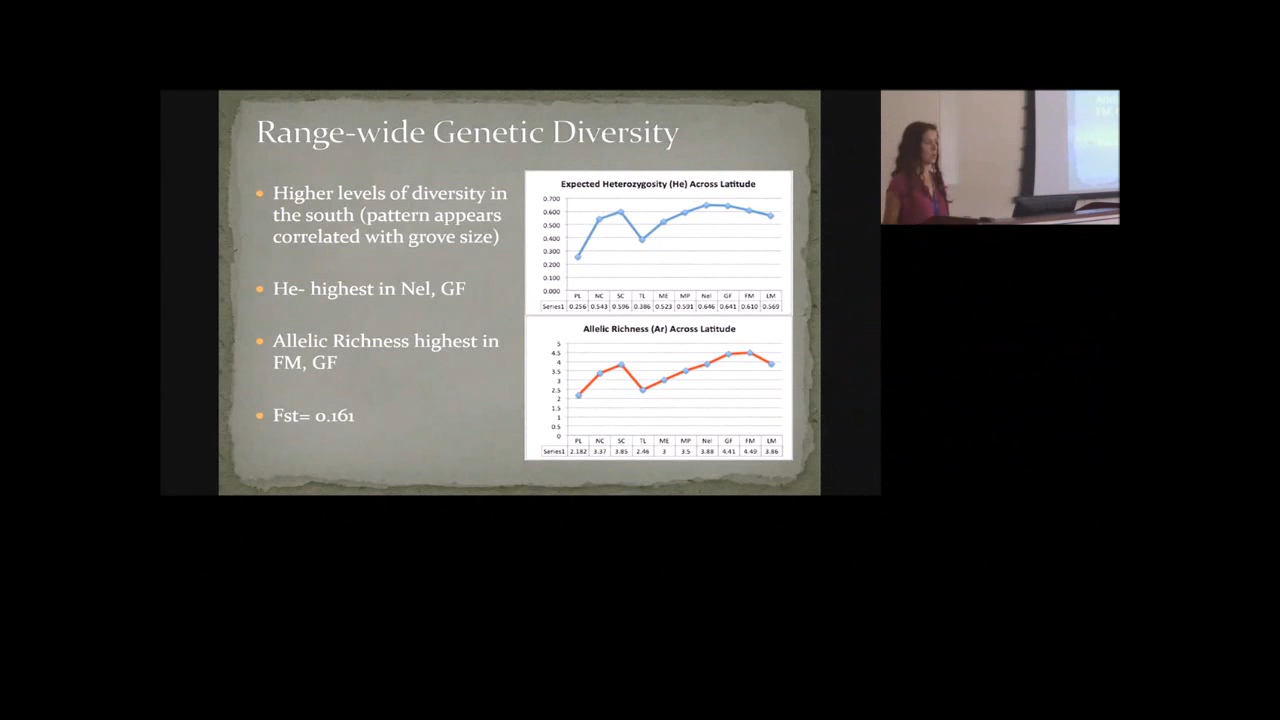 Range-wide Genetic Diversity
Higher levels of diversity in
the south (pattern appears
correlated with grove size)
He- highest in Nel, GF
Allelic Richness highest in
FM, GF
Fst= 0.161
Expected Heterozygosity (He) Across Latitude
0.700
0.600
0.500
0.400
0.300
0.200
0.100
0.000
PL NC SC TL ME MP Nel GF FM LM
Series1 0.256 0.543 0.596 0.386 0.523 0.591 0.646 0.641 0.610 0.569
Allelic Richness (Ar) Across Latitude
5
4.5
4
3.5
3
2.5
2
1.5
1
0.5
0
PL NC SC TL ME MP Nel GF FM LM
Series1 2.182 3.37 3.85 2.46 3 3.5 3.88 4.41 4.49 3.86